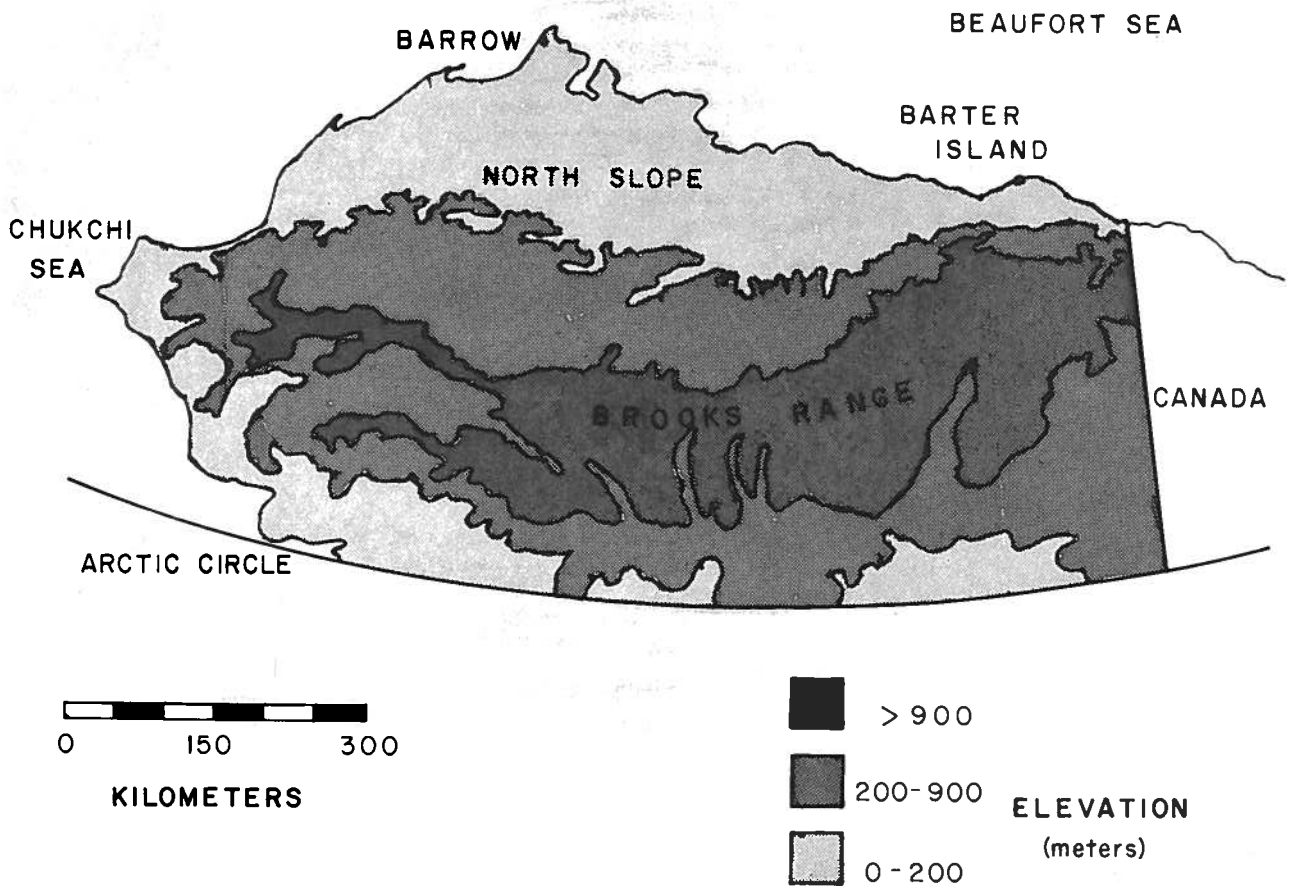 BEAUFORT SEA
BARROW
BARTER
ISLAND
NORTH SLOPE
CHUKCHI
SEA
BROOKS RANGE
CANADA
ARCTIC CIRCLE
0 150 300
KILOMETERS
> 900
200-900
0-200
ELEVATION
(meters)